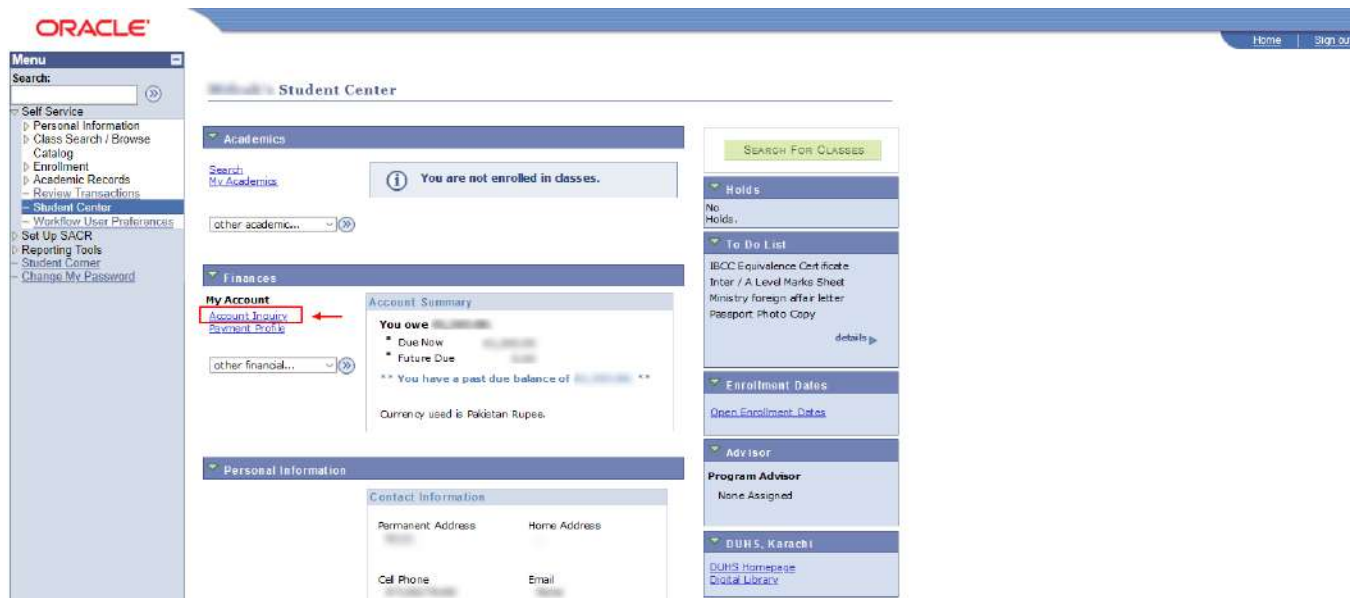 ORACLE'
Home | Sign out
Menu
Search:
Self Service
Personal Information
Class Search / Browse
Catalog
Enrollment
Academic Records
Review Transactions
Student Center
Workflow User Preferences
Set Up SACR
Reporting Tools
Student Corner
Change My Password
Student Center
Academics
Search
My Academics
You are not enrolled in classes.
other academic...
Finances
My Account
Account Inquiry
Payment Profile
other financial...
Account Summary
You owe
Due Now
Future Due
** You have a past due balance of **
Currency used is Pakistan Rupee.
Personal Information
Contact Information
Permanent Address
Home Address
Cell Phone
Email
SEARCH FOR CLASSES
Holds
No
Holds.
To Do List
IBCC Equivalence Certificate
Inter / A Level Marks Sheet
Ministry foreign affair letter
Passport Photo Copy
details
Enrollment Dates
Open Enrollment Dates
Advisor
Program Advisor
None Assigned
DUHS, Karachi
DUHS Homepage
Digital Library